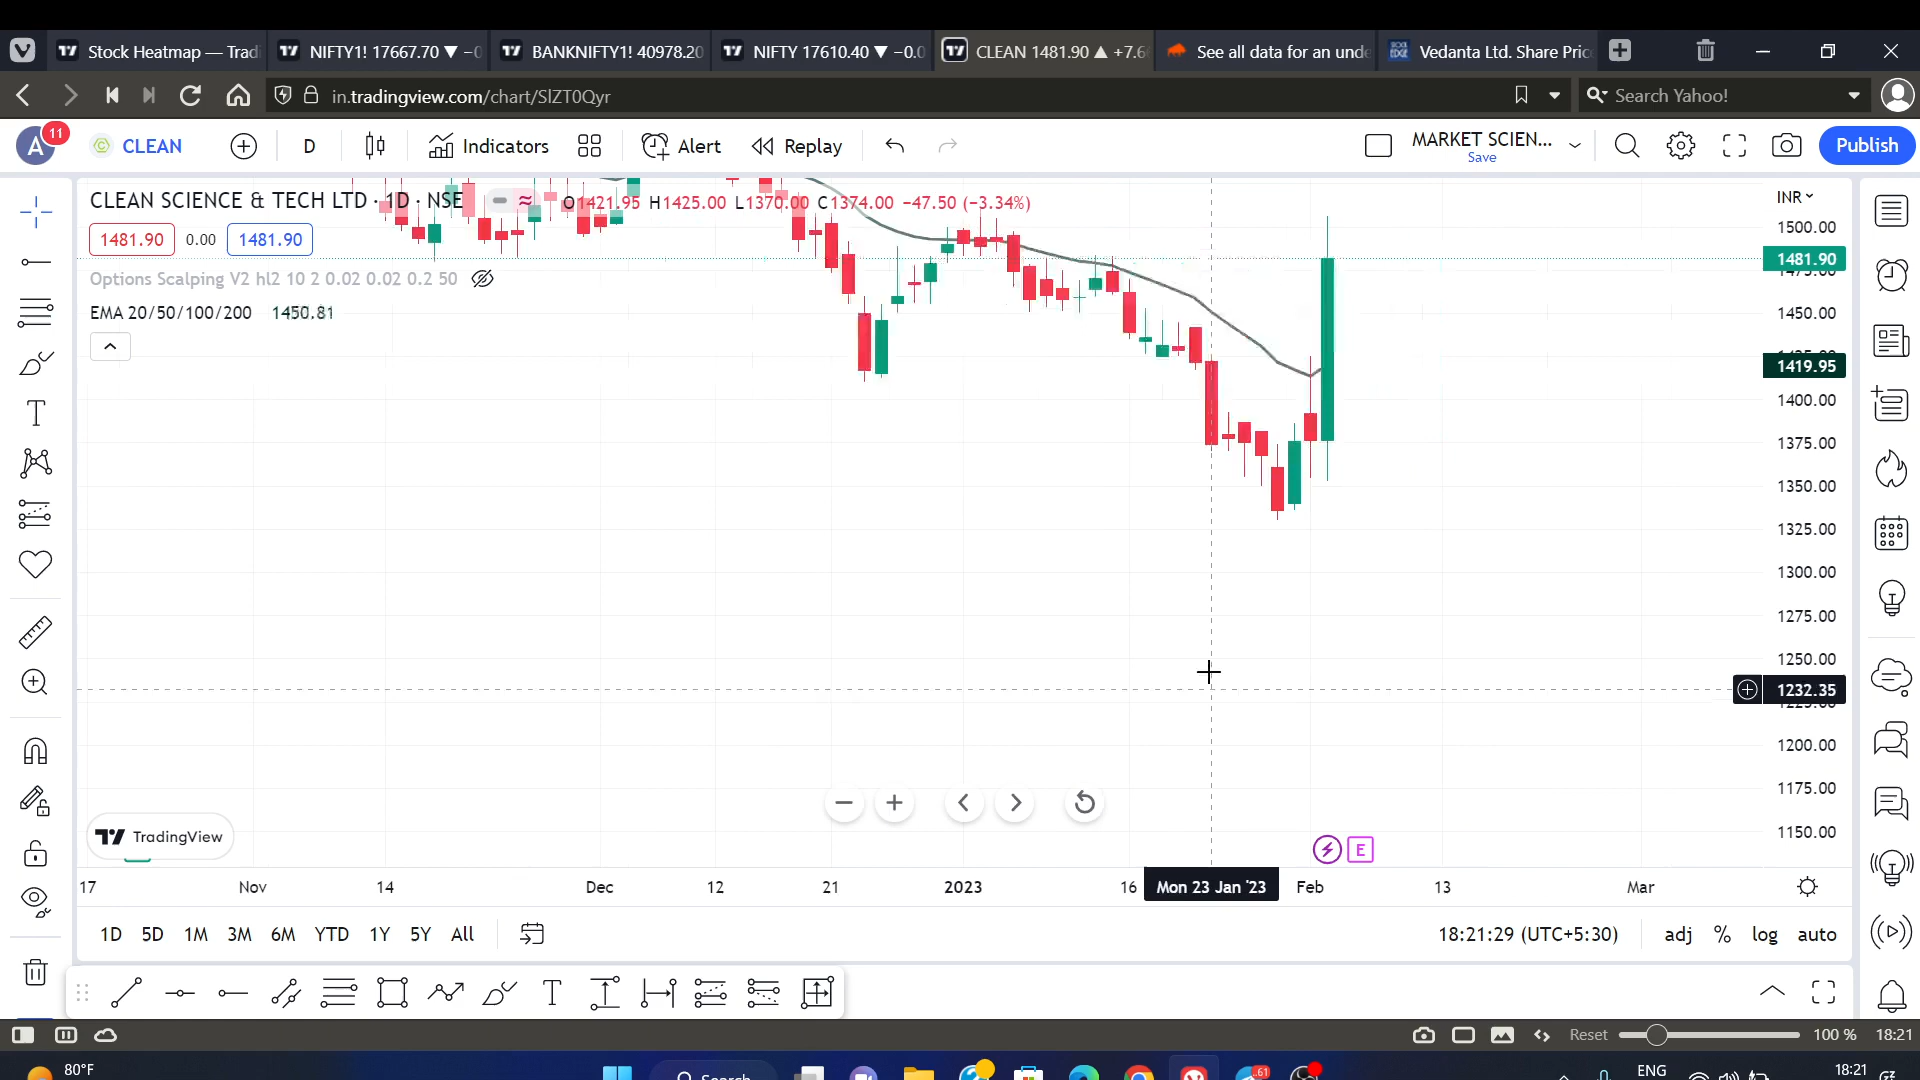 Stock Heatmap — Tradi
NIFTY1! 17667.70 ▼ −0
BANKNIFTY1! 40978.20
NIFTY 17610.40 ▼ −0.0
CLEAN 1481.90 ▲ +7.6
See all data for an unde
Vedanta Ltd. Share Pric
in.tradingview.com/chart/SlZT0Qyr
Search Yahoo!
A 11 CLEAN D Indicators Alert Replay
MARKET SCIEN...
Save
Publish
CLEAN SCIENCE & TECH LTD · 1D · NSE O1421.95 H1425.00 L1370.00 C1374.00 −47.50 (−3.34%)
INR
1481.90 0.00 1481.90
Options Scalping V2 hl2 10 2 0.02 0.02 0.2 50
EMA 20/50/100/200 1450.81
1500.00
1481.90
1450.00
1419.95
1400.00
1375.00
1350.00
1325.00
1300.00
1275.00
1250.00
1232.35
1200.00
1175.00
1150.00
TradingView
E
17 Nov 14 Dec 12 21 2023 16 Mon 23 Jan '23 Feb 13 Mar
1D 5D 1M 3M 6M YTD 1Y 5Y All
18:21:29 (UTC+5:30) adj % log auto
Reset 100 % 18:21
80°F
Search
61
ENG
18:21